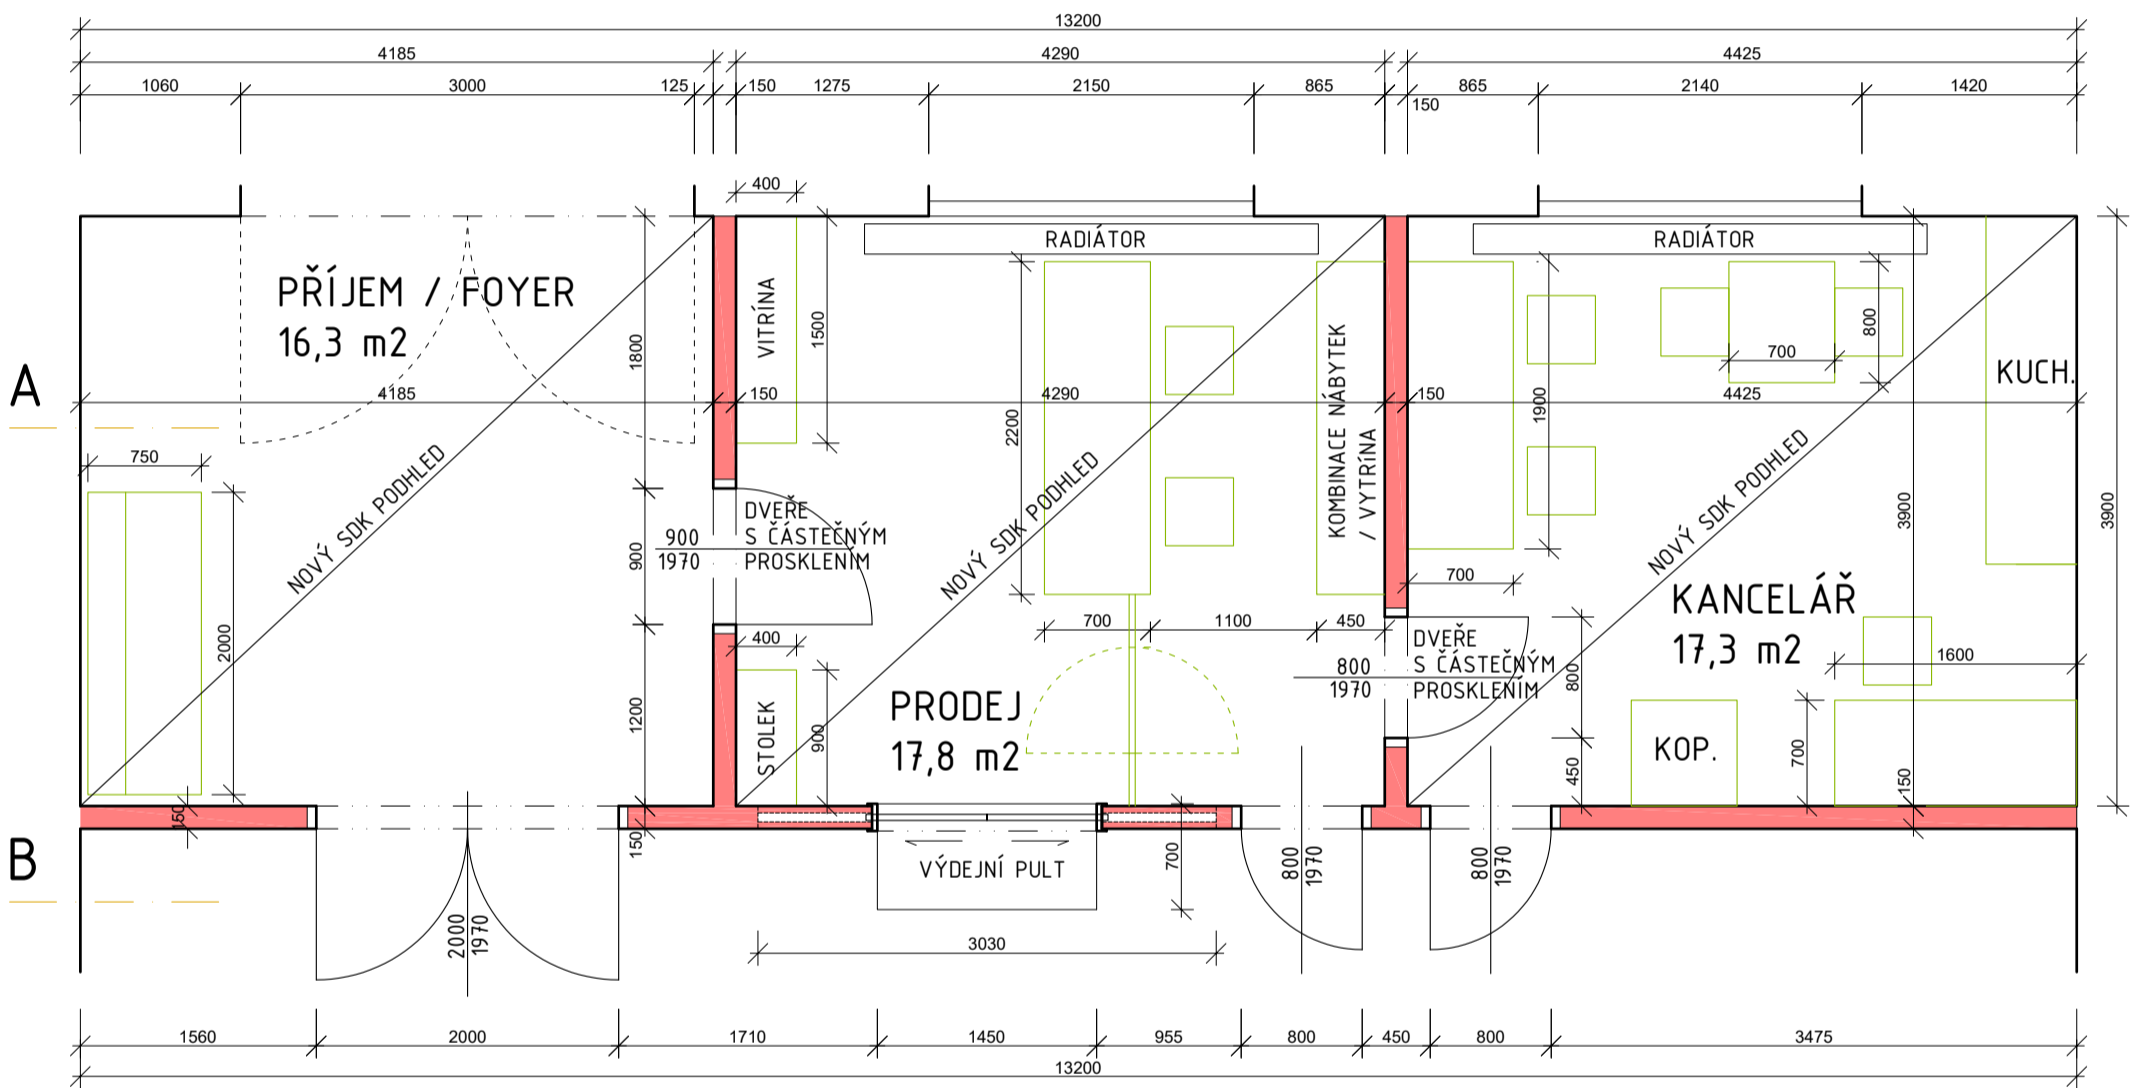 13200
4185 4290 4425
1060 3000 125 150 1275 2150 865 150 865 2140 1420
400
RADIÁTOR
RADIÁTOR
PŘÍJEM / FOYER
16,3 m2
1800
VITRÍNA
1500
2200
KOMBINACE NÁBYTEK
/ VYTRÍNA
1900
700
800
KUCH.
A
4185 150 4290 150 4425
750
2000
NOVÝ SDK PODHLED
NOVÝ SDK PODHLED
NOVÝ SDK PODHLED
3900
3900
900
900
1970
DVEŘE
S ČÁSTEČNÝM
PROSKLENÍM
700
KANCELÁŘ
17,3 m2
400
700 1100 450
800
1970
DVEŘE
S ČÁSTEČNÝM
PROSKLENÍM
800
1600
1200
STOLEK
900
PRODEJ
17,8 m2
450
KOP.
700
150
150
150
B
VÝDEJNÍ PULT
700
800
1970
800
1970
2000
1970
3030
1560 2000 1710 1450 955 800 450 800 3475
13200